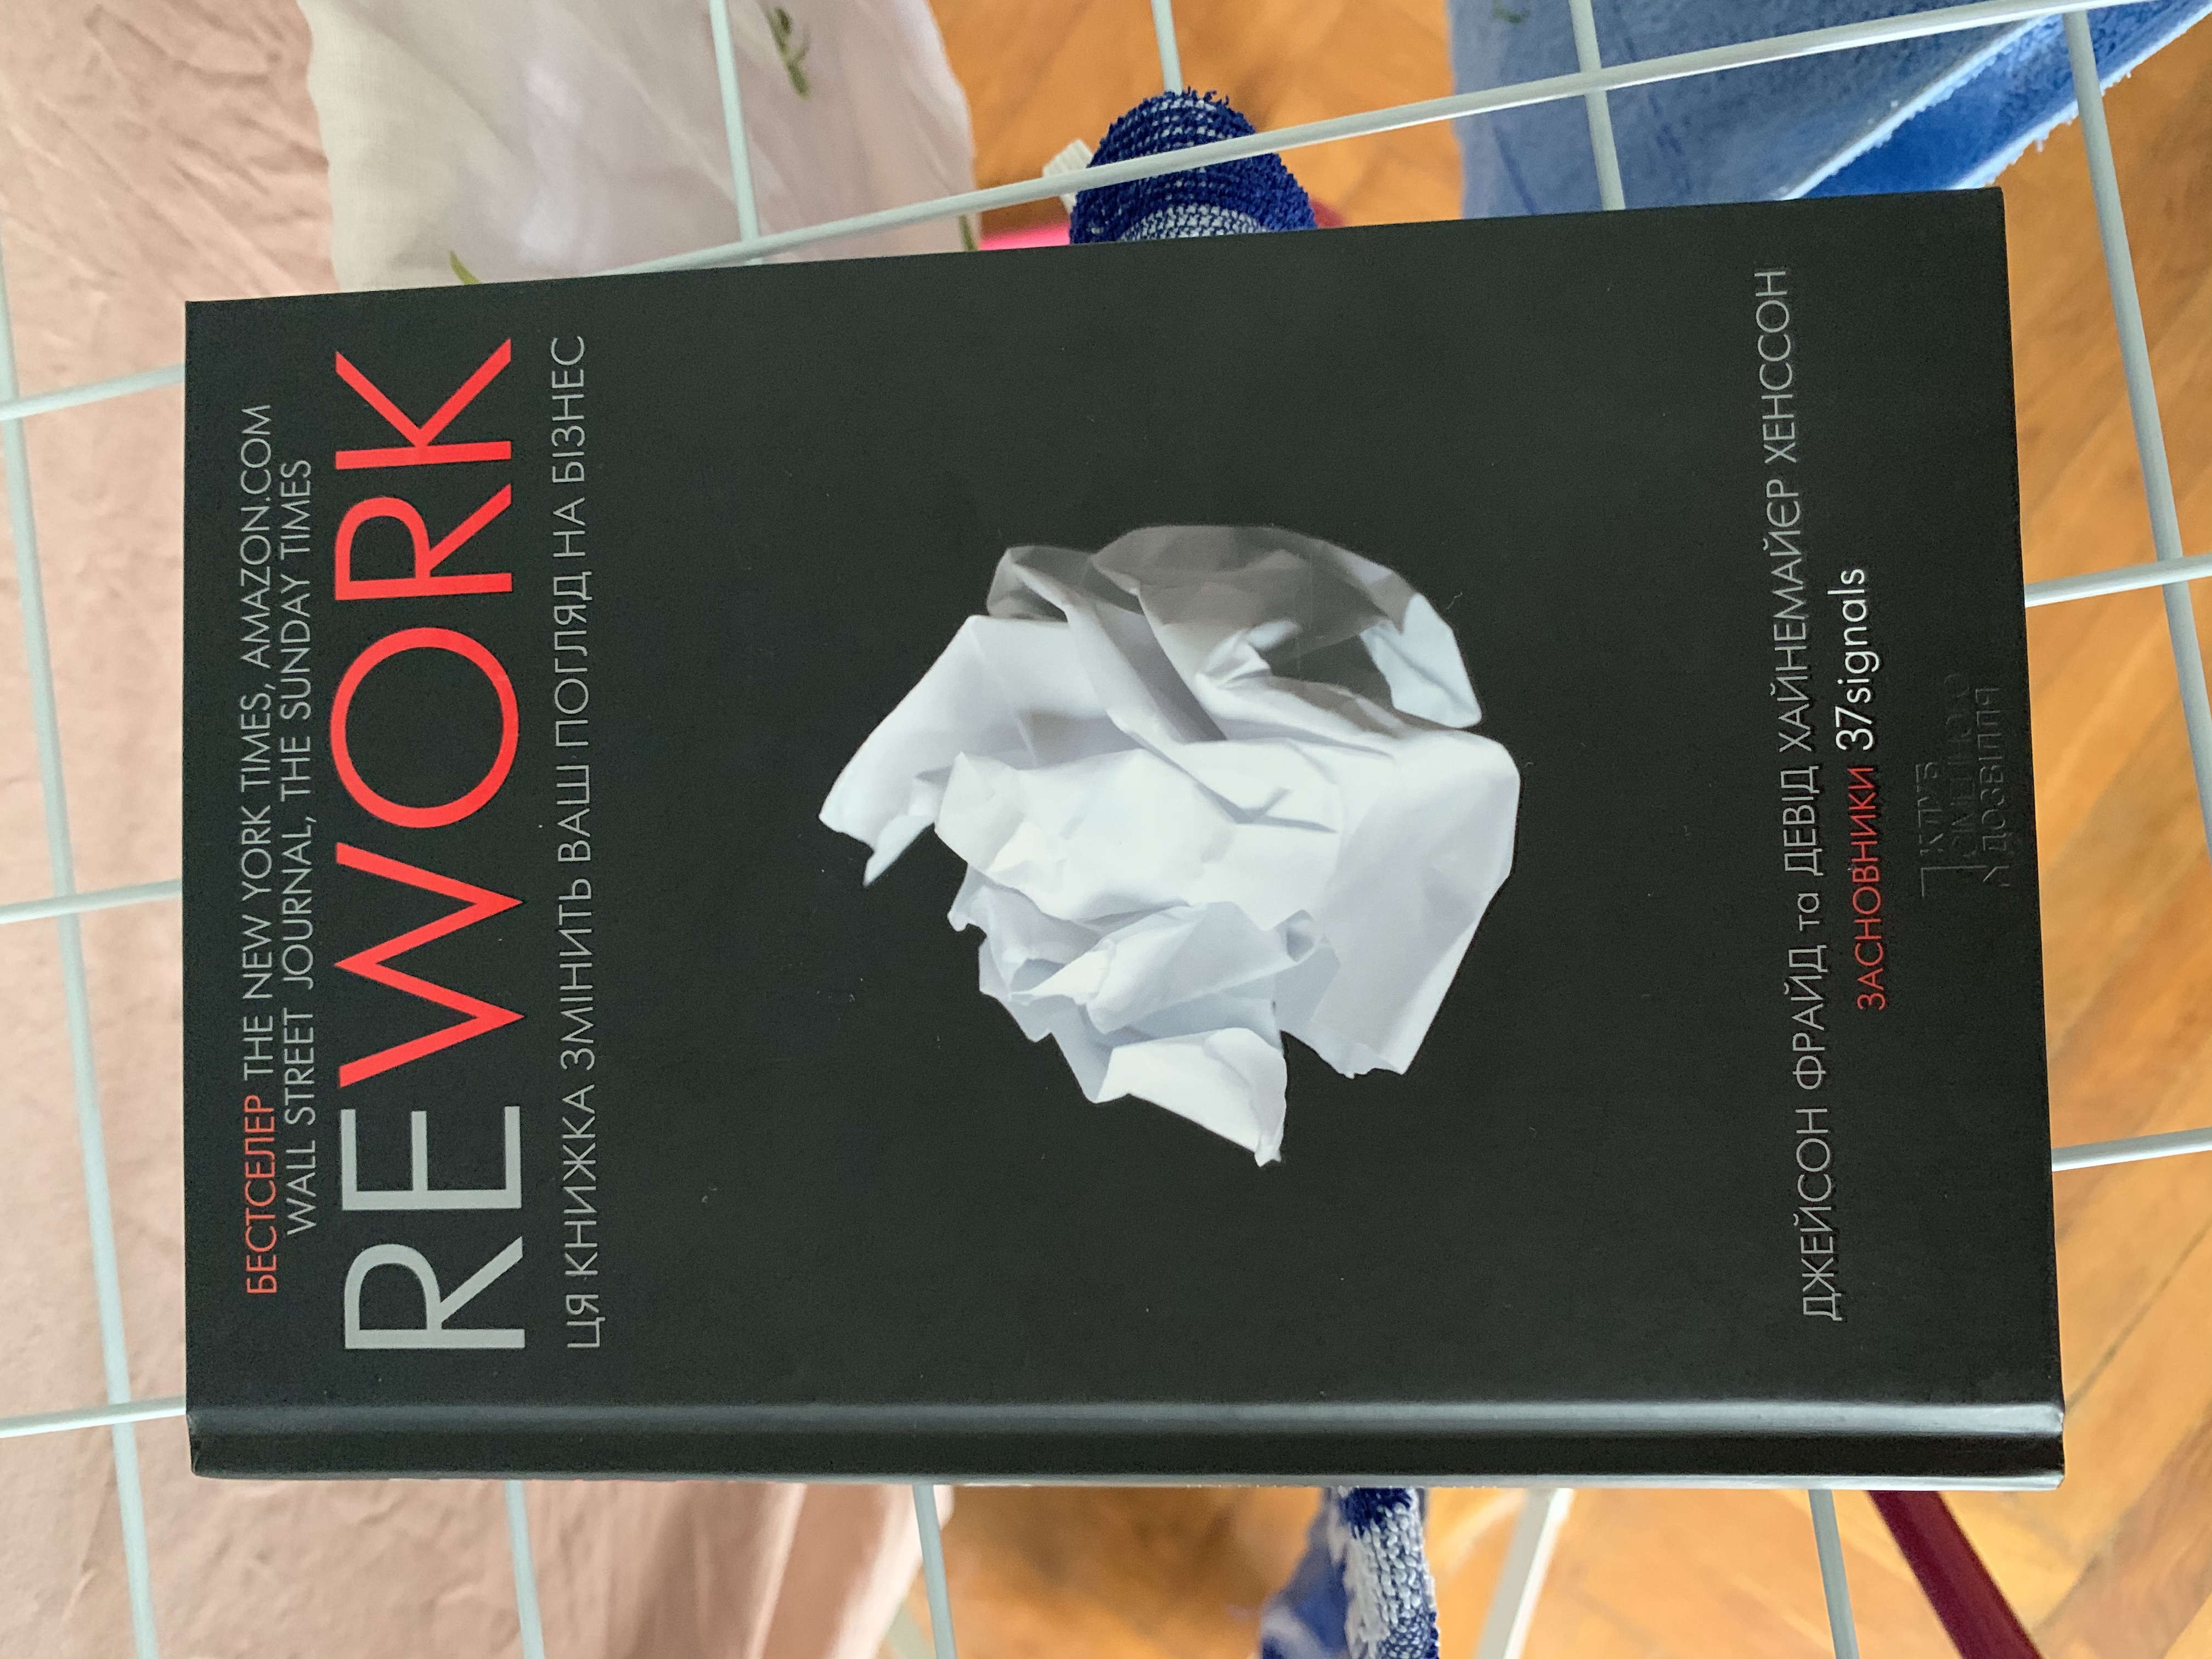 БЕСТСЕЛЕР THE NEW YORK TIMES, AMAZON.COM
WALL STREET JOURNAL, THE SUNDAY TIMES
REWORK
ЦЯ КНИЖКА ЗМІНИТЬ ВАШ ПОГЛЯД НА БІЗНЕС
ДЖЕЙСОН ФРАЙД та ДЕВІД ХАЙНЕМАЙЄР ХЕНССОН
ЗАСНОВНИКИ 37signals
КЛУБ
СІМЕЙНОГО
ДОЗВІЛЛЯ